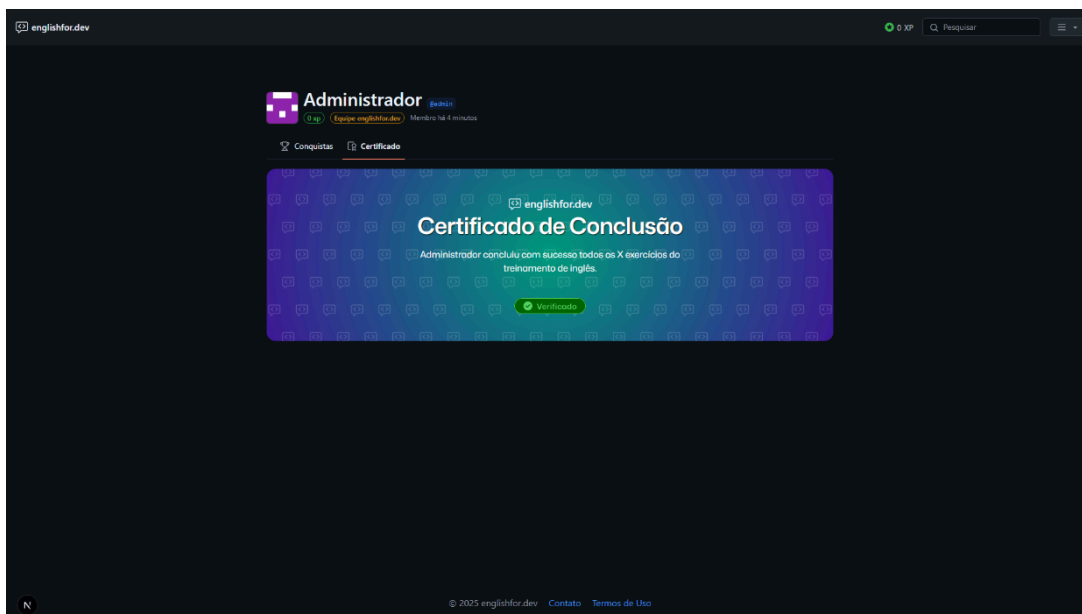 englishfor.dev
0 XP
Pesquisar
Administrador @admin
0 xp Equipe englishfor.dev Membro há 4 minutos
Conquistas Certificado
englishfor.dev
Certificado de Conclusão
Administrador concluiu com sucesso todos os X exercícios do
treinamento de inglês.
Verificado
N
© 2025 englishfor.dev Contato Termos de Uso